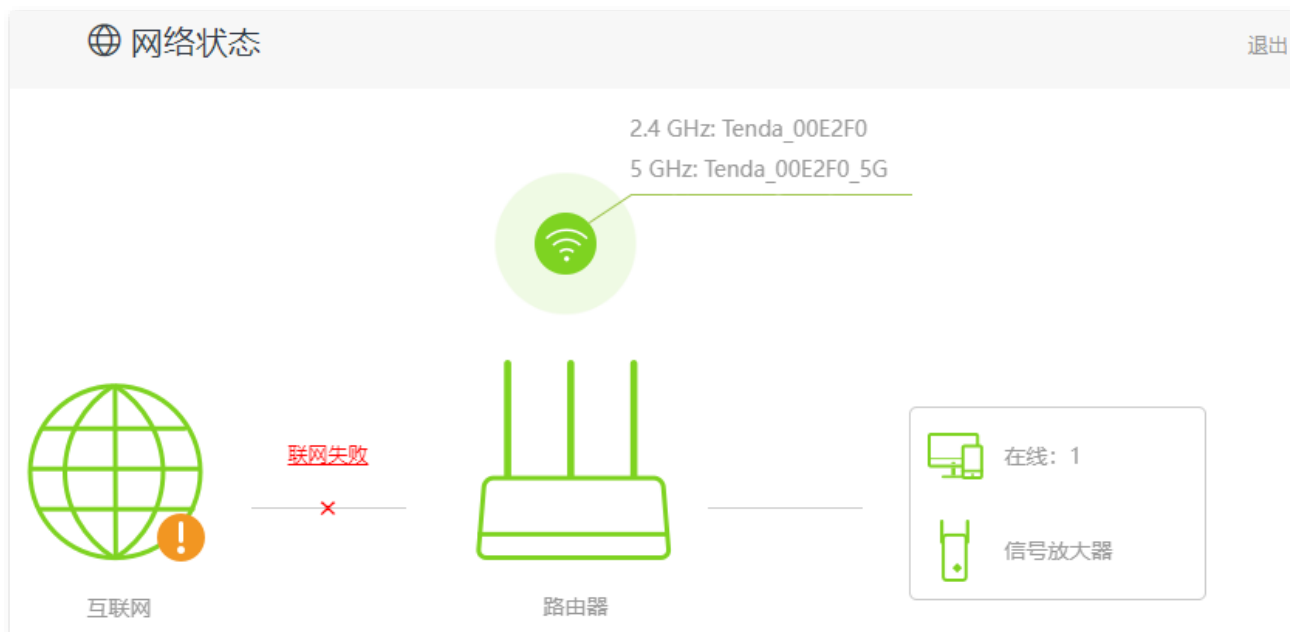 网络状态
退出
2.4 GHz: Tenda_00E2F0
5 GHz: Tenda_00E2F0_5G
联网失败
在线：1
信号放大器
互联网
路由器